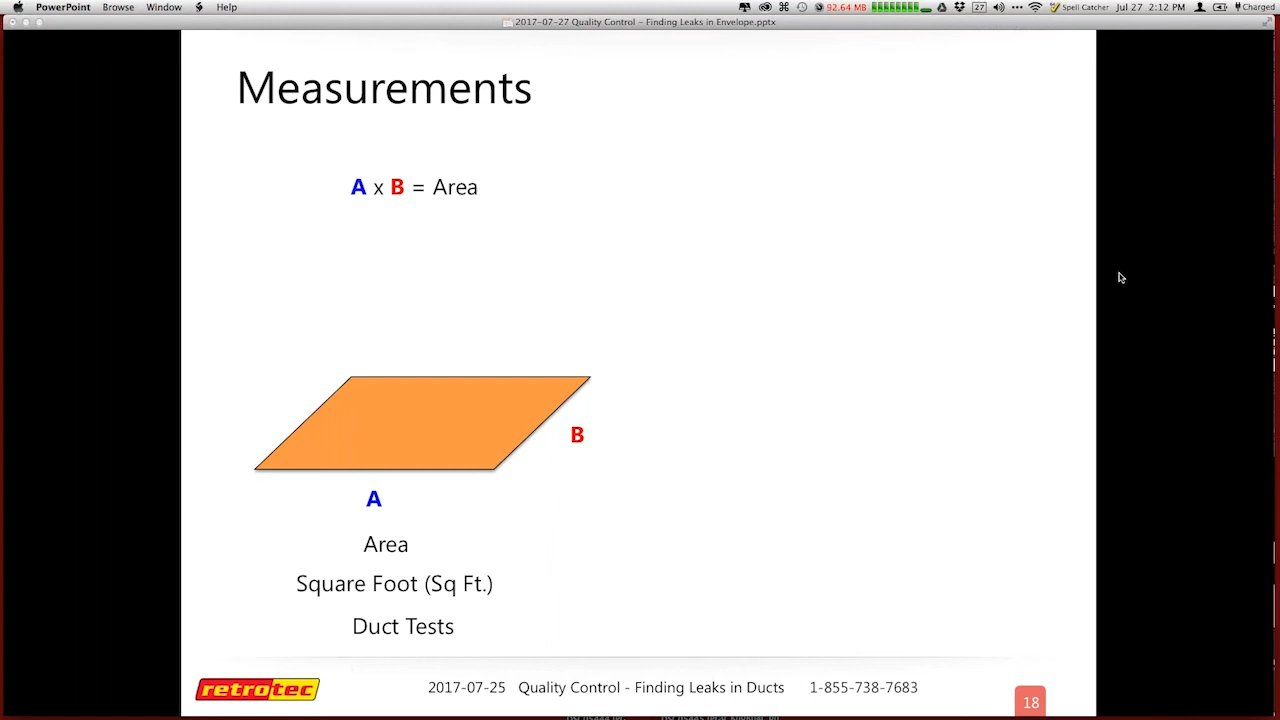 PowerPoint Browse Window Help 92.64 MB 27 Spell Catcher Jul 27 2:12 PM Charged
2017-07-27 Quality Control - Finding Leaks in Envelope.pptx
Measurements
A x B = Area
B
A
Area
Square Foot (Sq Ft.)
Duct Tests
retrotec 2017-07-25 Quality Control - Finding Leaks in Ducts 1-855-738-7683 18